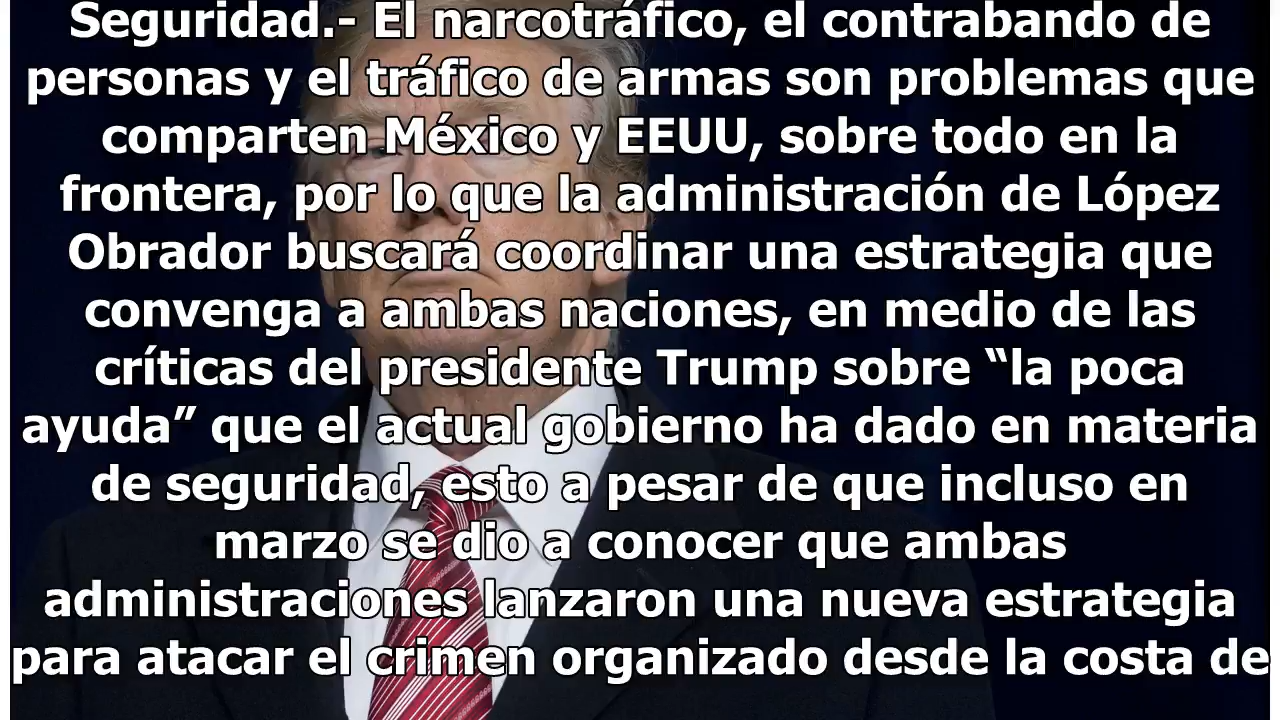 Seguridad.- El narcotráfico, el contrabando de
personas y el tráfico de armas son problemas que
comparten México y EEUU, sobre todo en la
frontera, por lo que la administración de López
Obrador buscará coordinar una estrategia que
convenga a ambas naciones, en medio de las
críticas del presidente Trump sobre “la poca
ayuda” que el actual gobierno ha dado en materia
de seguridad, esto a pesar de que incluso en
marzo se dio a conocer que ambas
administraciones lanzaron una nueva estrategia
para atacar el crimen organizado desde la costa de